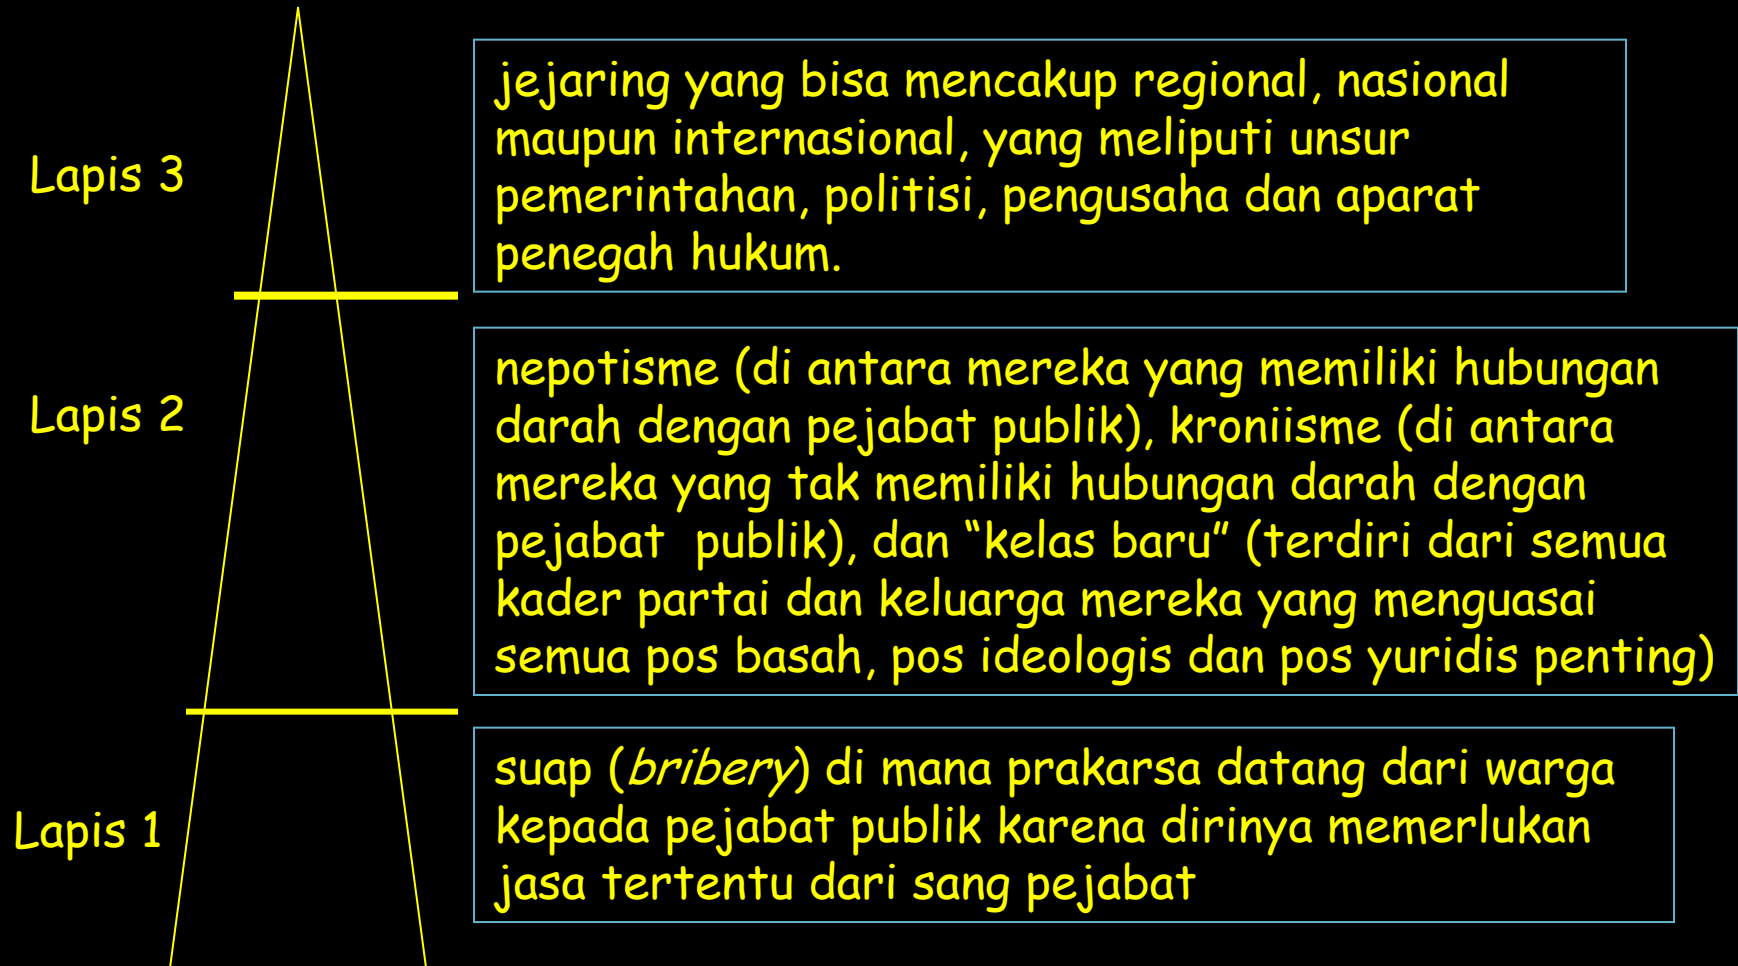 Lapis 3
jejaring yang bisa mencakup regional, nasional
maupun internasional, yang meliputi unsur
pemerintahan, politisi, pengusaha dan aparat
penegah hukum.
Lapis 2
nepotisme (di antara mereka yang memiliki hubungan
darah dengan pejabat publik), kroniisme (di antara
mereka yang tak memiliki hubungan darah dengan
pejabat  publik), dan “kelas baru” (terdiri dari semua
kader partai dan keluarga mereka yang menguasai
semua pos basah, pos ideologis dan pos yuridis penting)
Lapis 1
suap (bribery) di mana prakarsa datang dari warga
kepada pejabat publik karena dirinya memerlukan
jasa tertentu dari sang pejabat